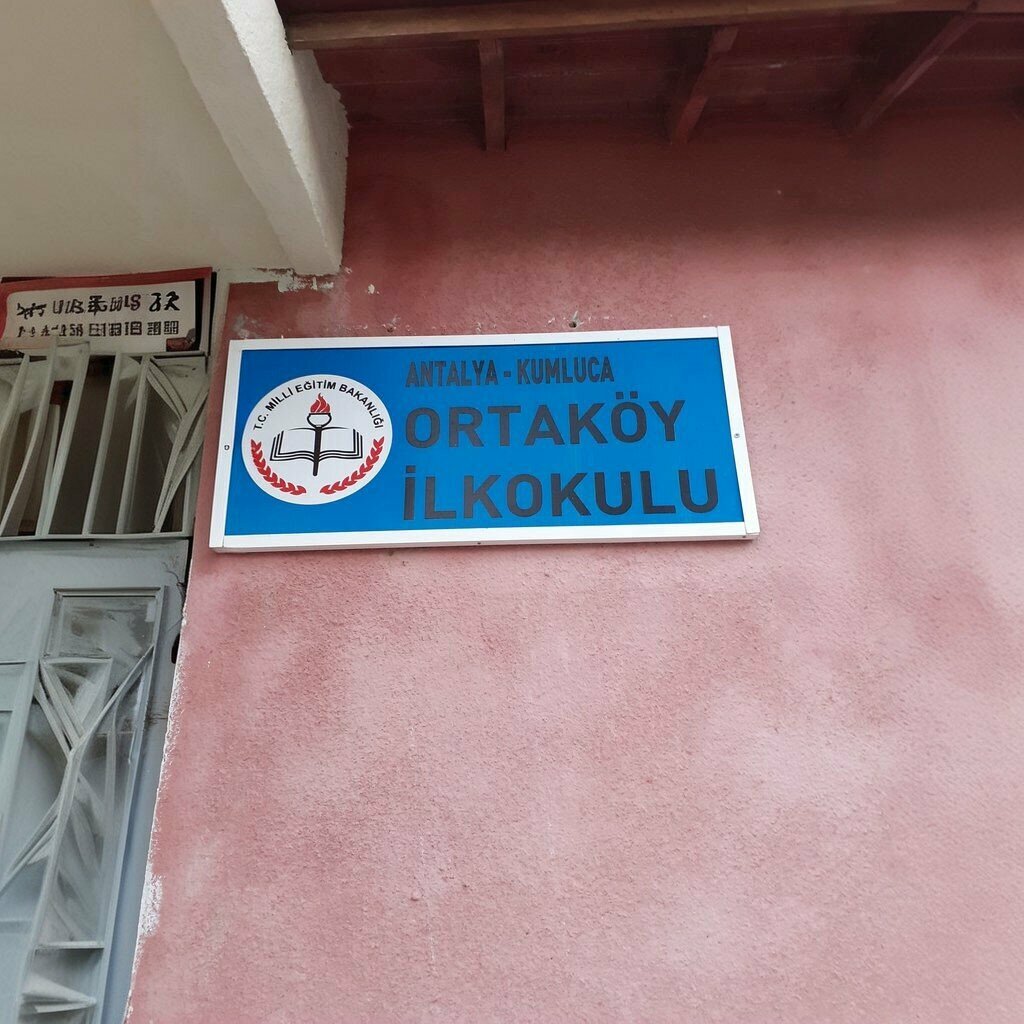 T.C. MİLLİ EĞİTİM BAKANLIĞI
ANTALYA - KUMLUCA
ORTAKÖY
İLKOKULU